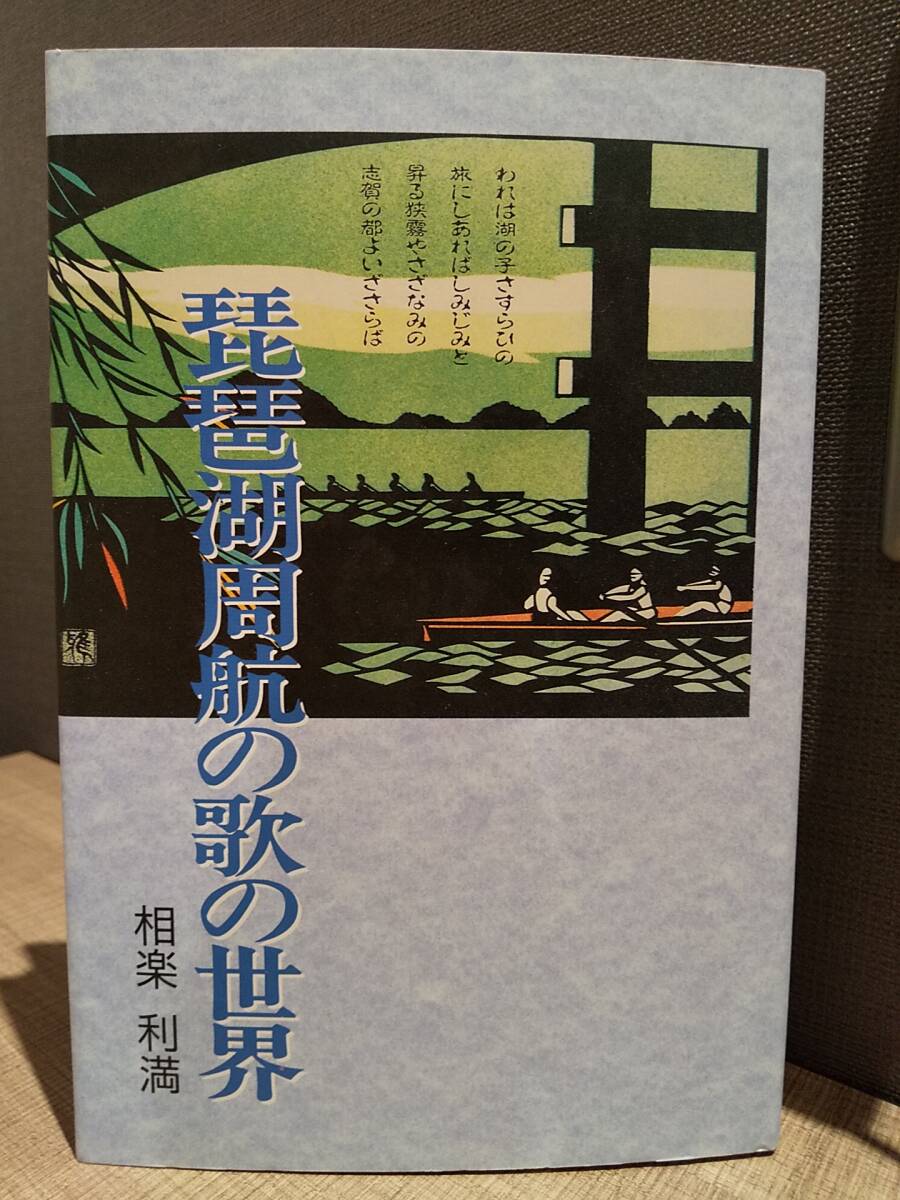 われは湖の子さすらひの
旅にしあればしみじみと
昇る狭霧やさざなみの
志賀の都よいざさらば
琵琶湖周航の歌の世界
相楽 利満